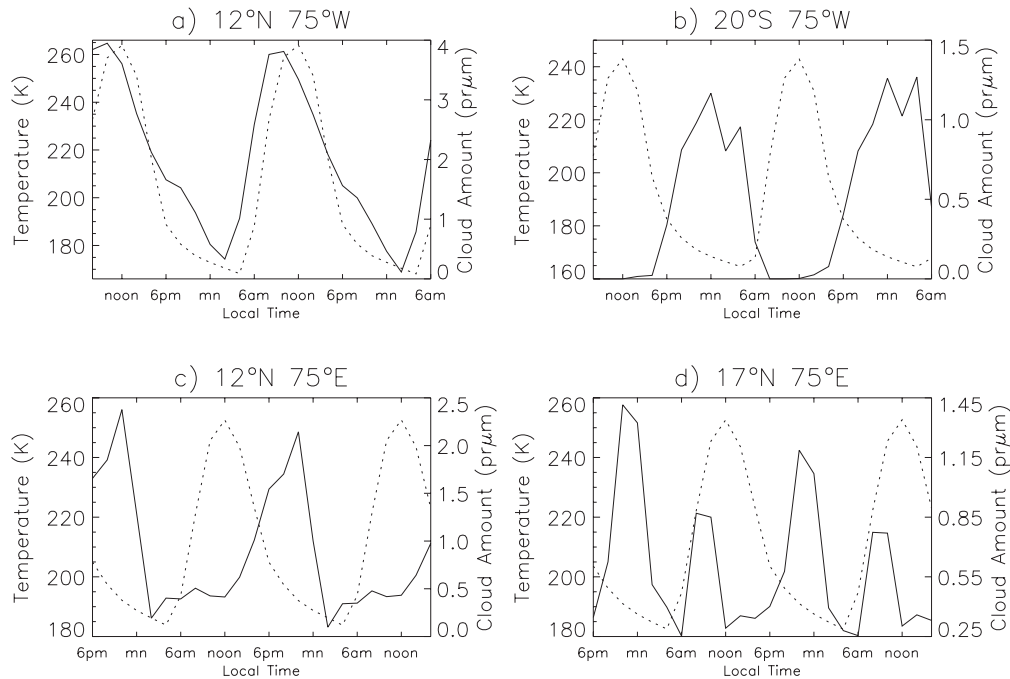 a) 12°N 75°W
Temperature (K)
260
240
220
200
180
4
3
2
1
0
Cloud Amount (prμm)
noon 6pm mn 6am noon 6pm mn 6am
Local Time
b) 20°S 75°W
Temperature (K)
240
220
200
180
160
1.5
1.0
0.5
0.0
Cloud Amount (prμm)
noon 6pm mn 6am noon 6pm mn 6am
Local Time
c) 12°N 75°E
Temperature (K)
260
240
220
200
180
2.5
2.0
1.5
1.0
0.5
0.0
Cloud Amount (prμm)
6pm mn 6am noon 6pm mn 6am noon
Local Time
d) 17°N 75°E
Temperature (K)
260
240
220
200
180
1.45
1.15
0.85
0.55
0.25
Cloud Amount (prμm)
6pm mn 6am noon 6pm mn 6am noon
Local Time